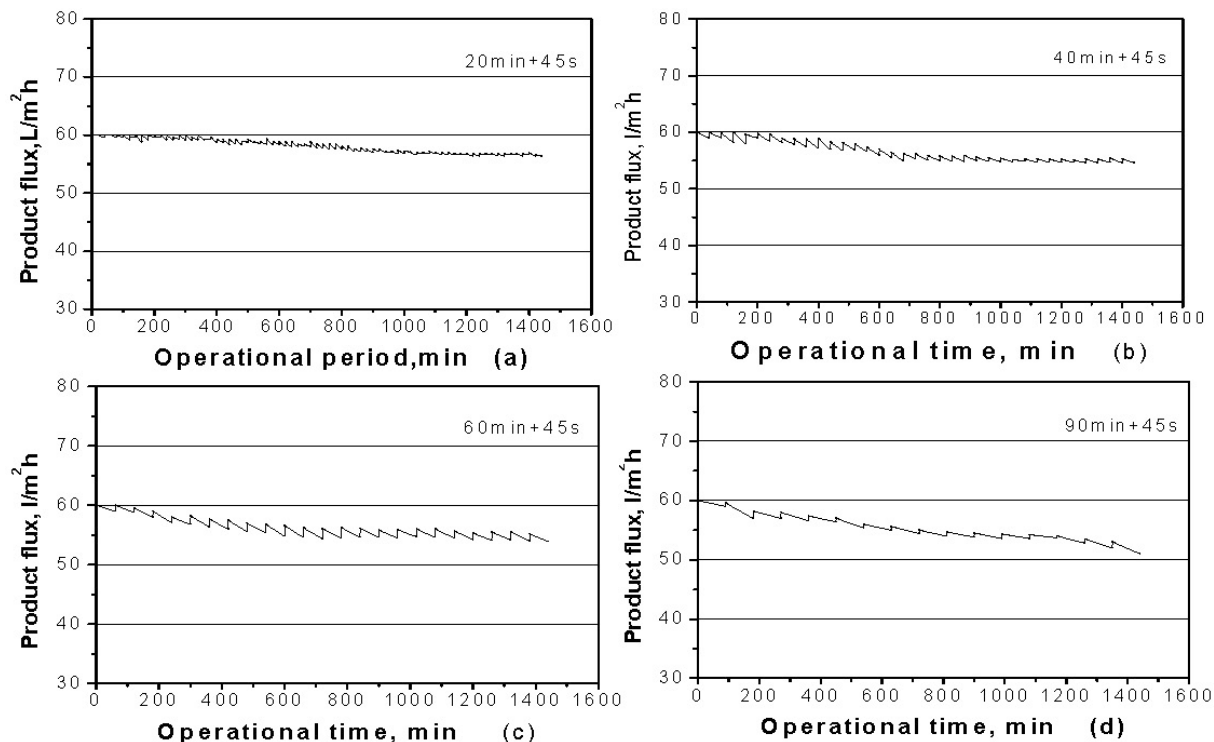 80
70
60
50
40
30
Product flux,L/m²h
20min+45s
0 200 400 600 800 1000 1200 1400 1600
Operational period,min (a)
80
70
60
50
40
30
Product flux, l/m²h
40min+45s
0 200 400 600 800 1000 1200 1400 1600
Operational time, min (b)
80
70
60
50
40
30
Product flux, l/m²h
60min+45s
0 200 400 600 800 1000 1200 1400 1600
Operational time, min (c)
80
70
60
50
40
30
Product flux, l/m²h
90min+45s
0 200 400 600 800 1000 1200 1400 1600
Operational time, min (d)